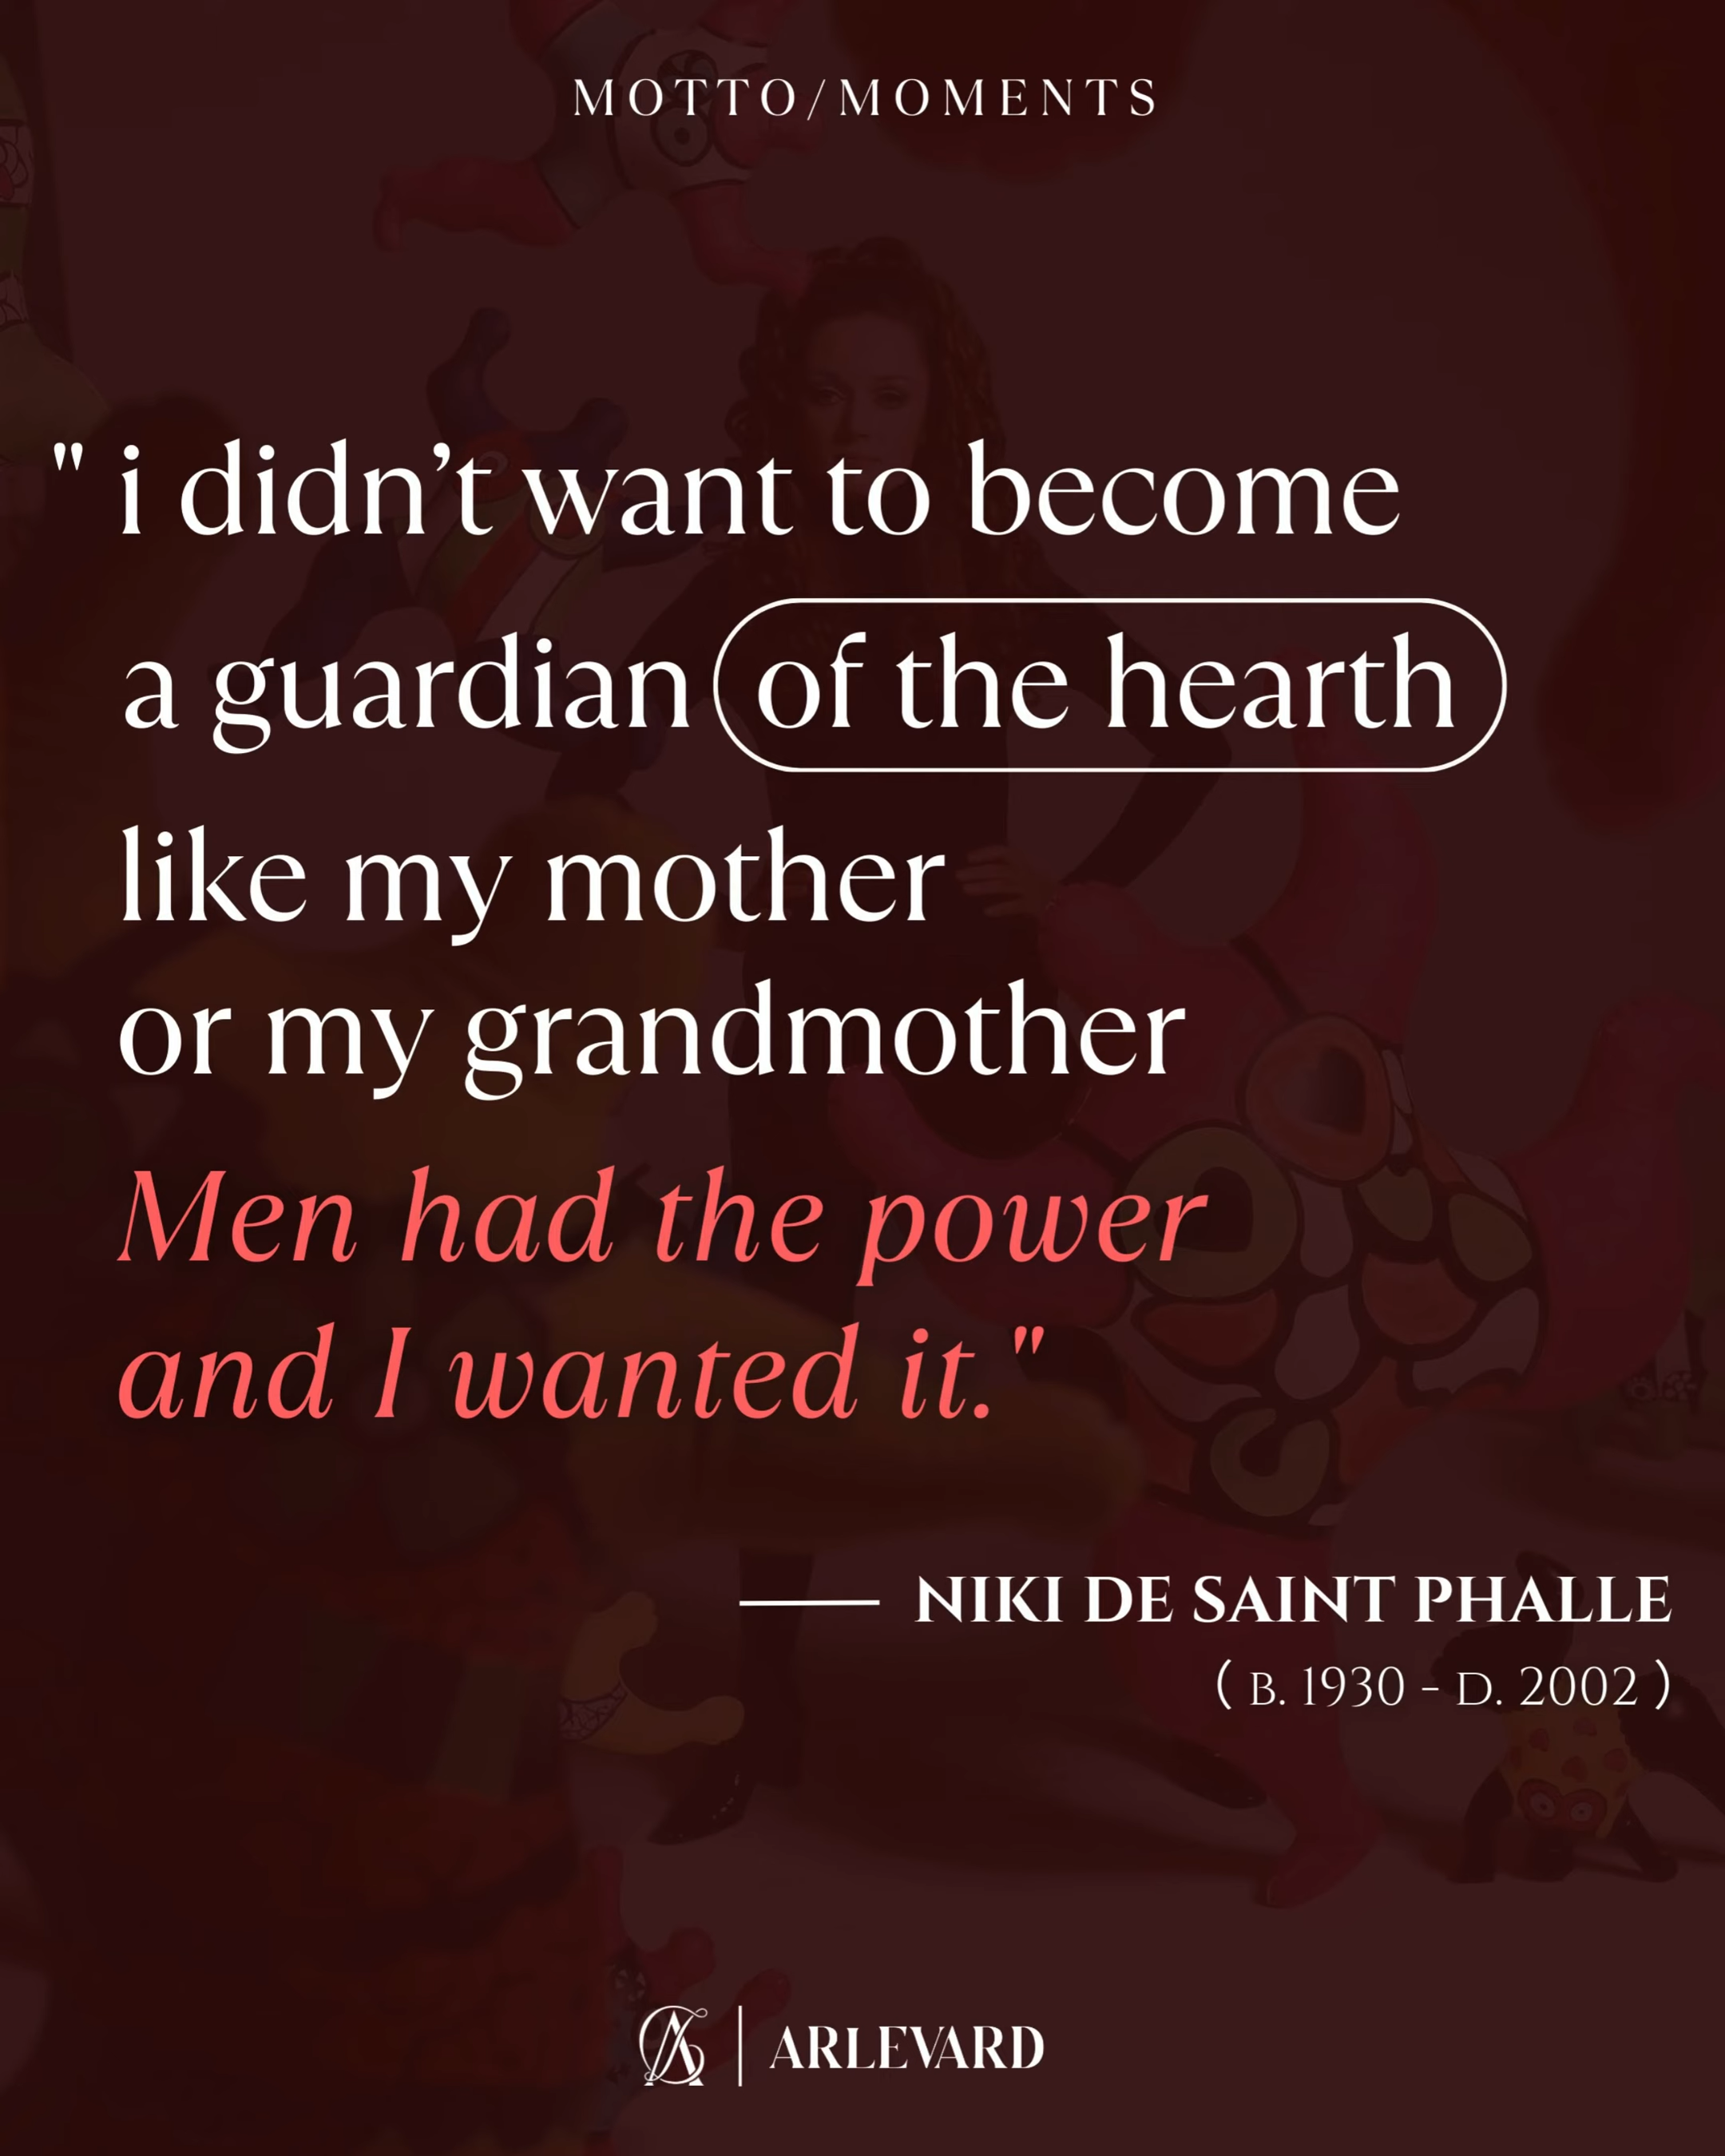 MOTTO/MOMENTS
" i didn’t want to become
a guardian of the hearth
like my mother
or my grandmother
Men had the power
and I wanted it."
NIKI DE SAINT PHALLE
( B. 1930 - D. 2002 )
ARLEVARD